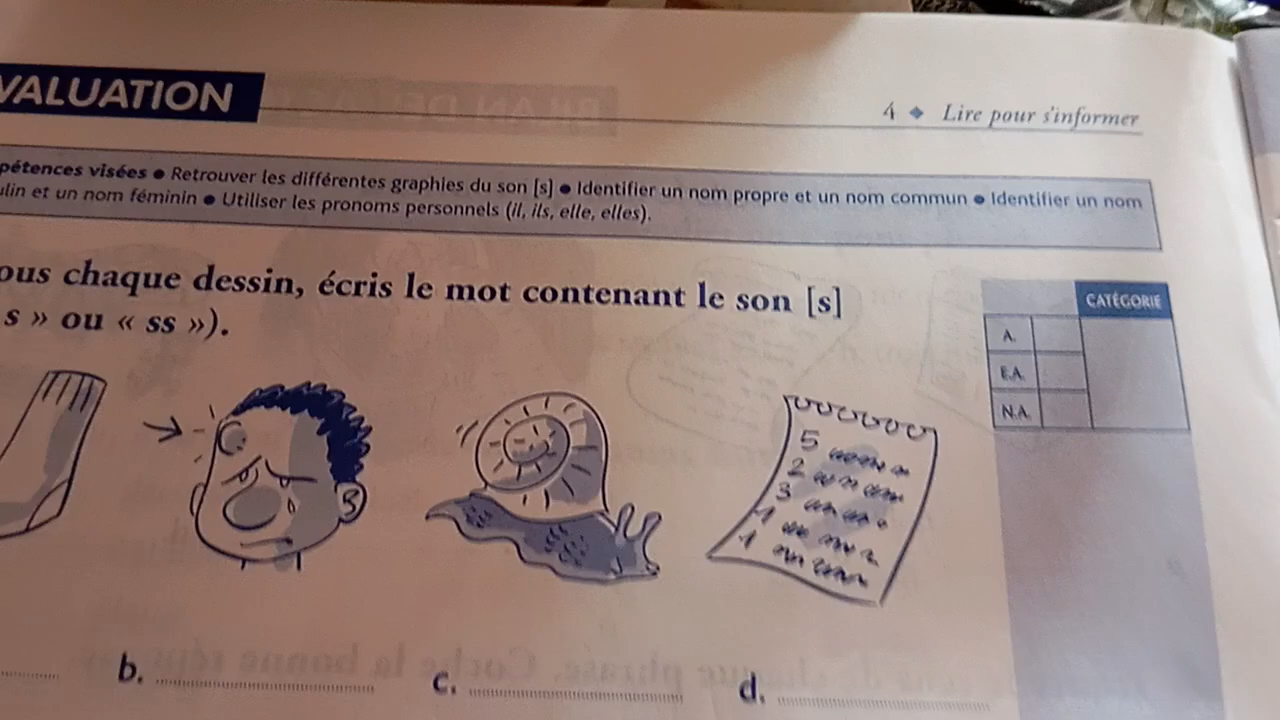 VALUATION
4 ◆ Lire pour s'informer
pétences visées ● Retrouver les différentes graphies du son [s] ● Identifier un nom propre et un nom commun ● Identifier un nom
ulin et un nom féminin ● Utiliser les pronoms personnels (il, ils, elle, elles).
ous chaque dessin, écris le mot contenant le son [s]
s » ou « ss »).
CATÉGORIE
A.
E.A.
N.A.
5
2
3
1
1
b.
c.
d.